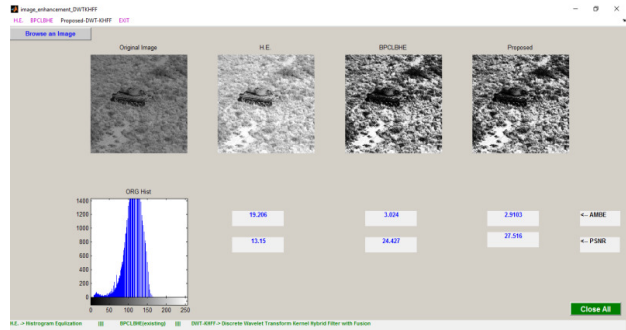 image_enhancement_DWTKHFF
H.E. BPCLBHE Proposed-DWT-KHFF EXIT
Browse an Image
Original Image H.E. BPCLBHE Proposed
ORG Hist
1400
1200
1000
800
600
400
200
0
0 50 100 150 200 250
19.206 3.024 2.9103 <-- AMBE
13.15 24.427 27.516 <-- PSNR
Close All
H.E. -> Histrogram Equlization |||| BPCLBHE(existing) |||| DWT-KHFF-> Discrete Wavelet Transform Kernel Hybrid Filter with Fusion